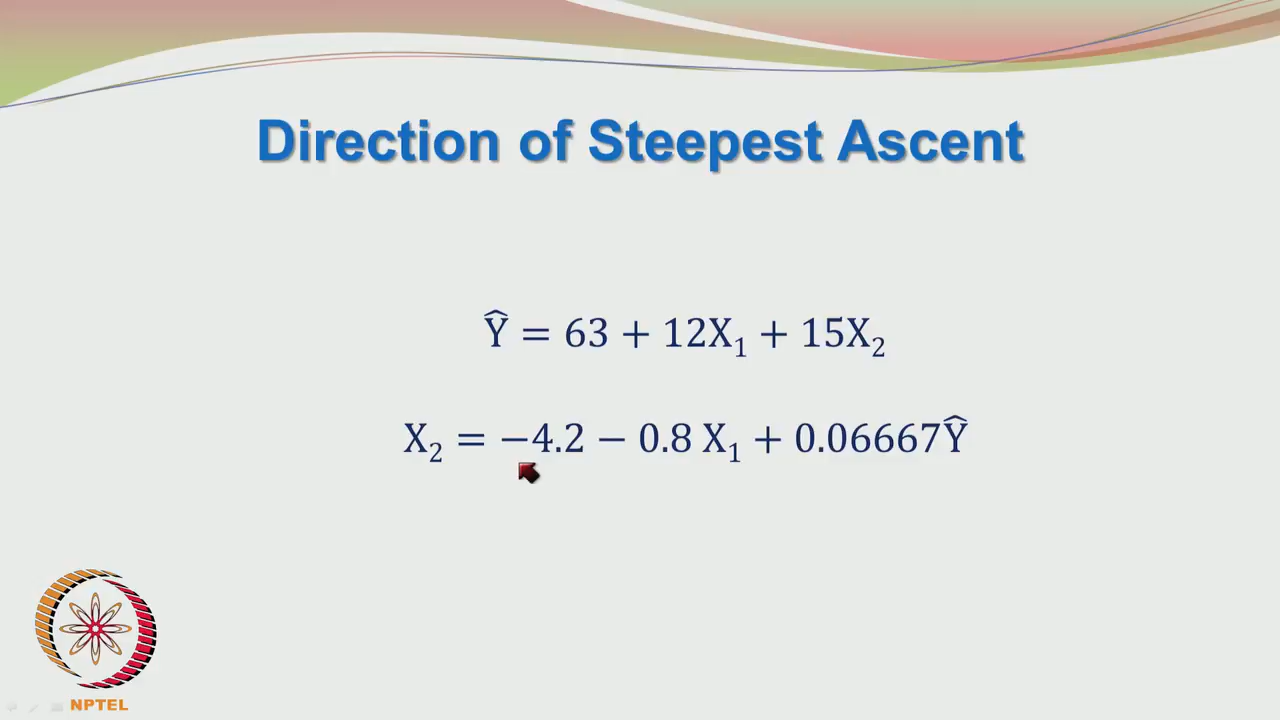 Direction of Steepest Ascent
Ŷ = 63 + 12X₁ + 15X₂
X₂ = −4.2 − 0.8 X₁ + 0.06667Ŷ
NPTEL